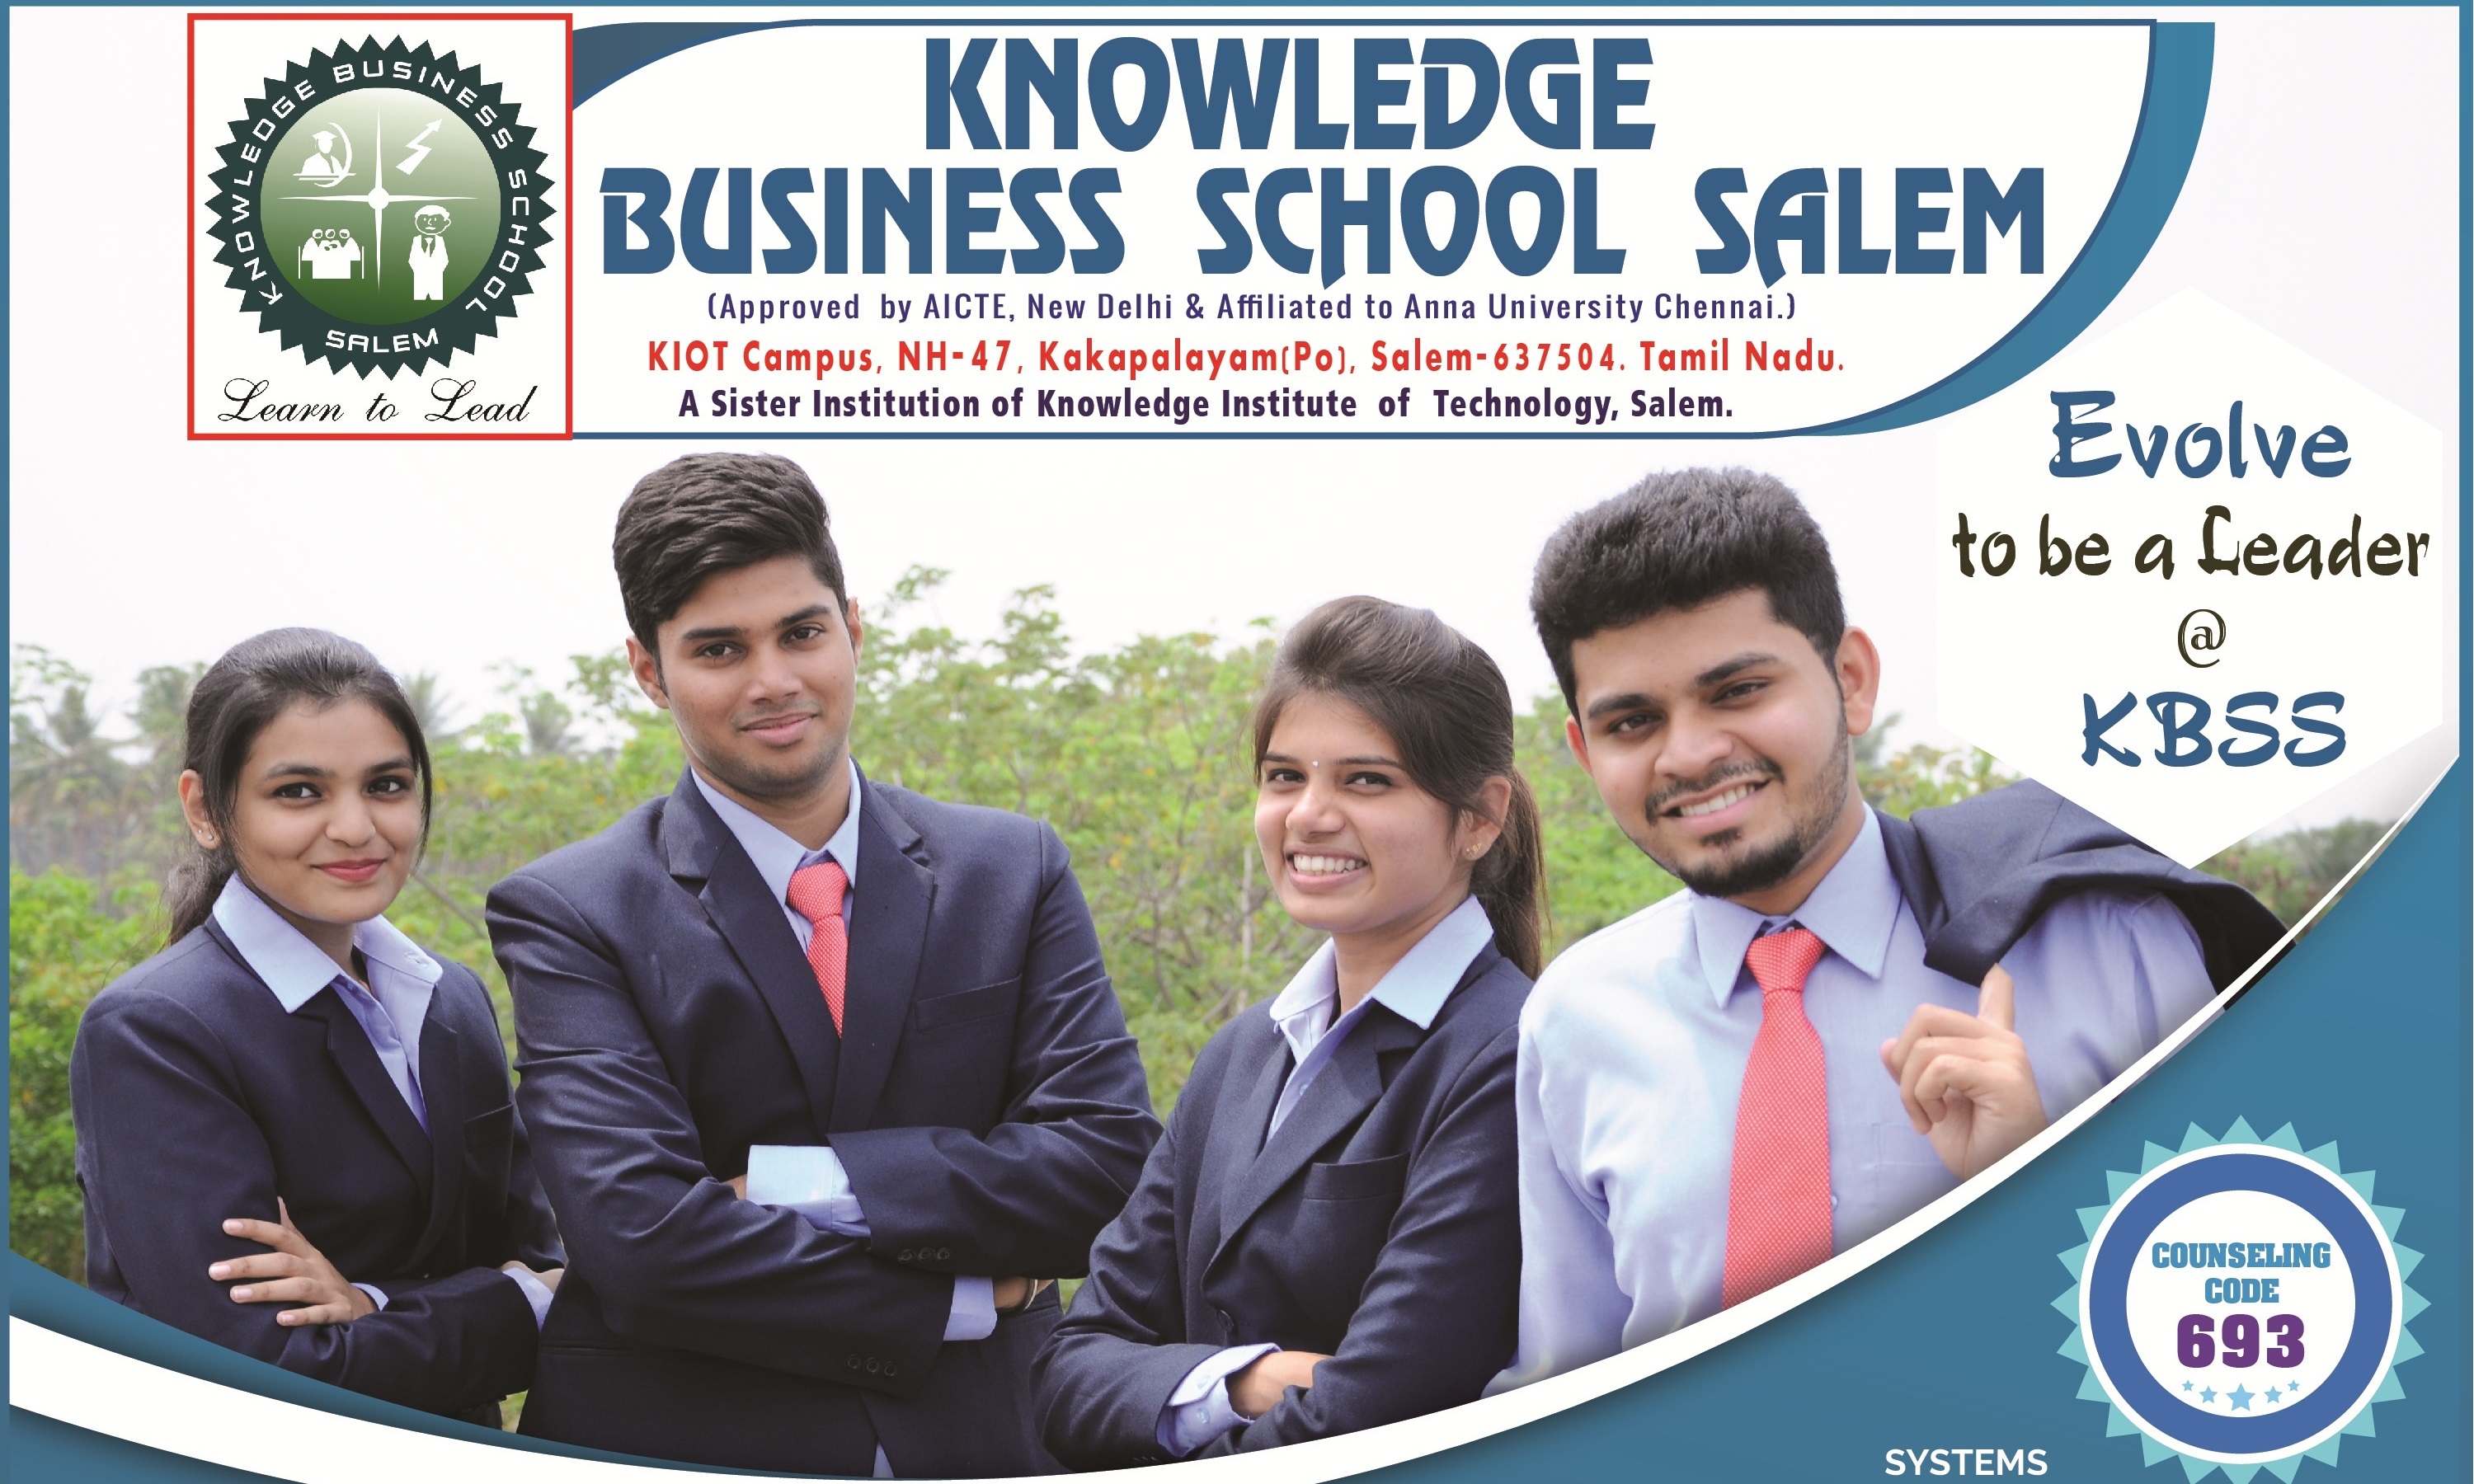 KNOWLEDGE BUSINESS SCHOOL
SALEM
Learn to Lead
KNOWLEDGE
BUSINESS SCHOOL SALEM
(Approved by AICTE, New Delhi & Affiliated to Anna University Chennai.)
KIOT Campus, NH-47, Kakapalayam(Po), Salem-637504. Tamil Nadu.
A Sister Institution of Knowledge Institute of Technology, Salem.
Evolve
to be a Leader
@
KBSS
COUNSELING
CODE
693
SYSTEMS